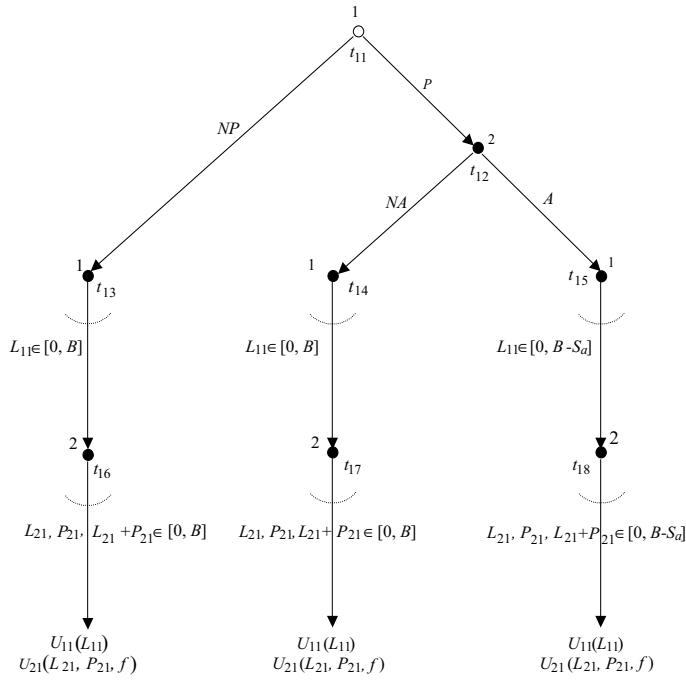 1
t11
P
NP
2
t12
NA
A
1
t13
1
t14
1
t15
L11∈[0, B]
L11∈[0, B]
L11∈[0, B-Sa]
2
t16
2
t17
2
t18
L21, P21, L21+P21∈[0, B]
L21, P21, L21+ P21∈[0, B]
L21, P21, L21+P21∈[0, B-Sa]
U11(L11)
U21(L21, P21, f)
U11(L11)
U21(L21, P21, f)
U11(L11)
U21(L21, P21, f)